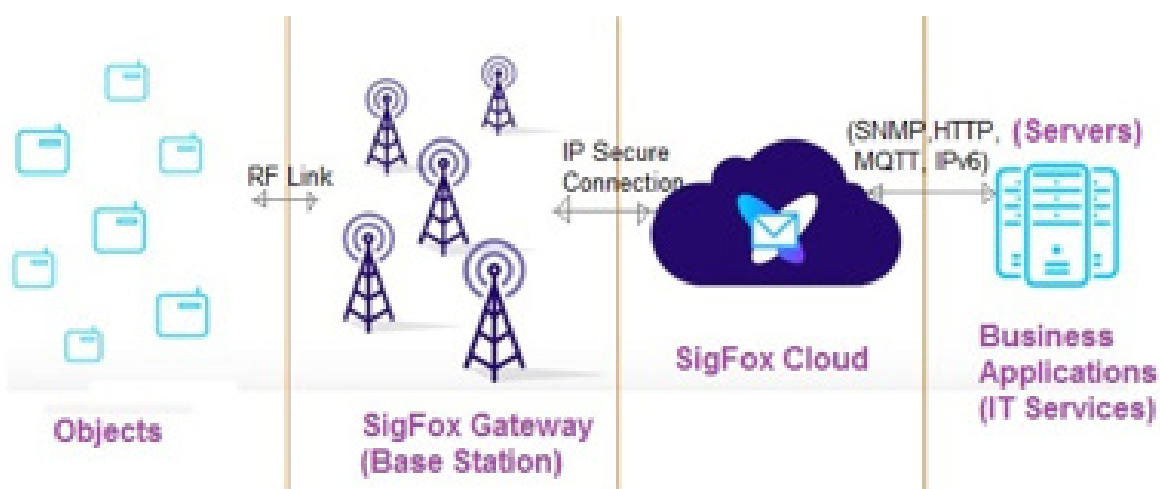 RF Link
IP Secure
Connection
(SNMP,HTTP,
MQTT, IPv6)
(Servers)
Objects
SigFox Gateway
(Base Station)
SigFox Cloud
Business
Applications
(IT Services)